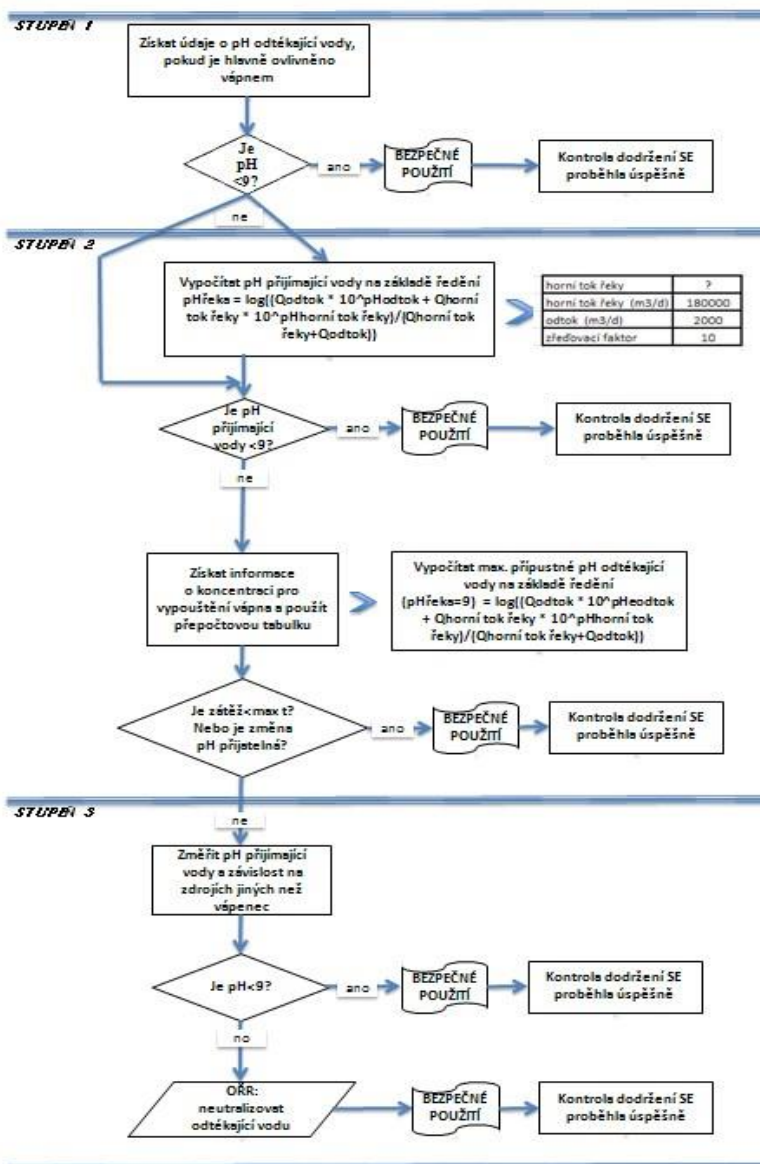 STUPEŇ 1
Získat údaje o pH odtékající vody,
pokud je hlavně ovlivněno
vápnem
Je
pH
<9?
ano
BEZPEČNÉ
POUŽITÍ
Kontrola dodržení SE
proběhla úspěšně
ne
STUPEŇ 2
Vypočítat pH přijímající vody na základě ředění
pHřeka = log((Qodtok * 10^pHodtok + Qhorní
tok řeky * 10^pHhorní tok řeky)/(Qhorní tok
řeky+Qodtok))
horní tok řeky ?
horní tok řeky (m3/d) 180000
odtok (m3/d) 2000
zřeďovací faktor 10
Je pH
přijímající
vody <9?
ano
BEZPEČNÉ
POUŽITÍ
Kontrola dodržení SE
proběhla úspěšně
ne
Získat informace
o koncentraci pro
vypouštění vápna a použít
přepočtovou tabulku
Vypočítat max. přípustné pH odtékající
vody na základě ředění
(pHřeka=9) = log((Qodtok * 10^pHeodtok
+ Qhorní tok řeky * 10^pHhorní tok
řeky)/(Qhorní tok řeky+Qodtok))
Je zátěž<max t?
Nebo je změna
pH přijatelná?
ano
BEZPEČNÉ
POUŽITÍ
Kontrola dodržení SE
proběhla úspěšně
STUPEŇ 3
ne
Změřit pH přijímající
vody a závislost na
zdrojích jiných než
vápenec
Je pH<9?
ano
BEZPEČNÉ
POUŽITÍ
Kontrola dodržení SE
proběhla úspěšně
no
OŘR:
neutralizovat
odtékající vodu
BEZPEČNÉ
POUŽITÍ
Kontrola dodržení SE
proběhla úspěšně